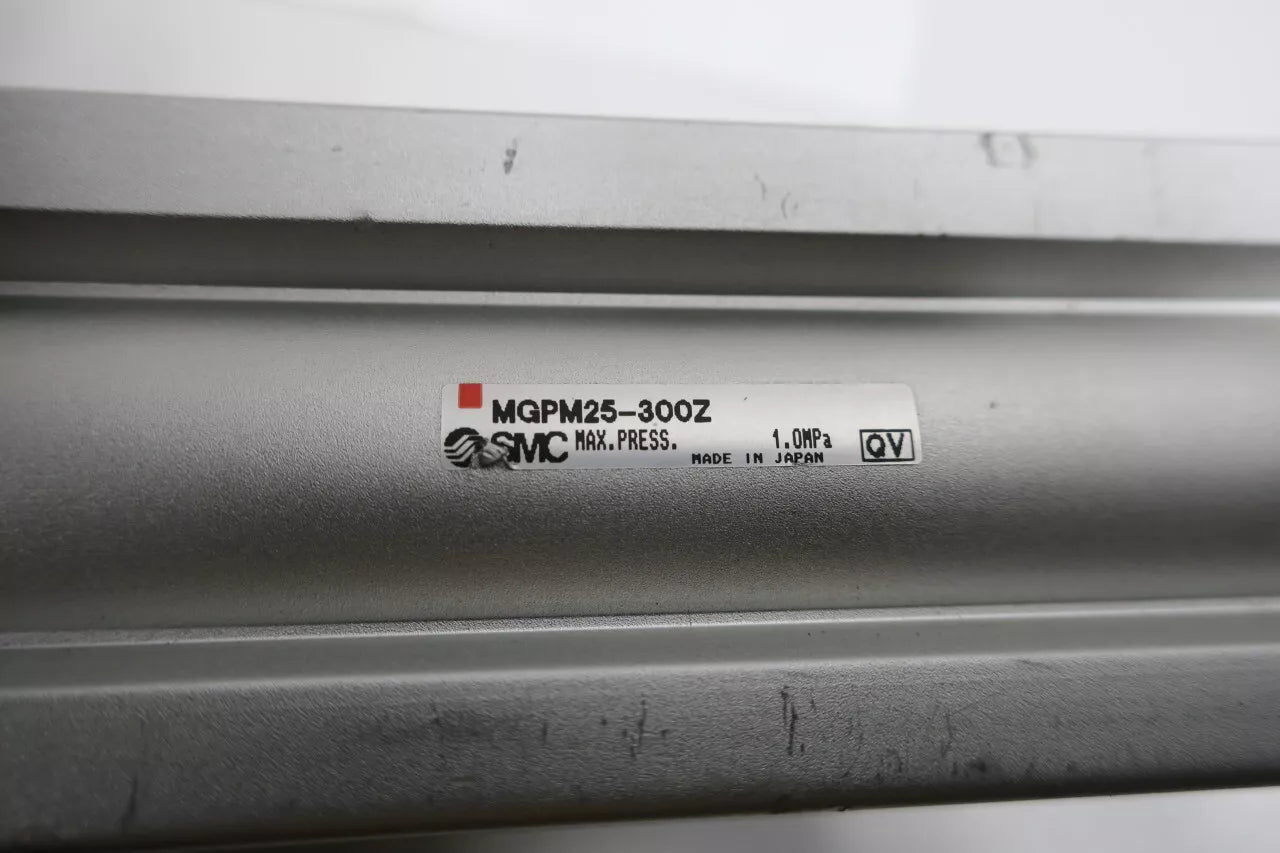 MGPM25-300Z
SMC MAX.PRESS. 1.0MPa QV
MADE IN JAPAN